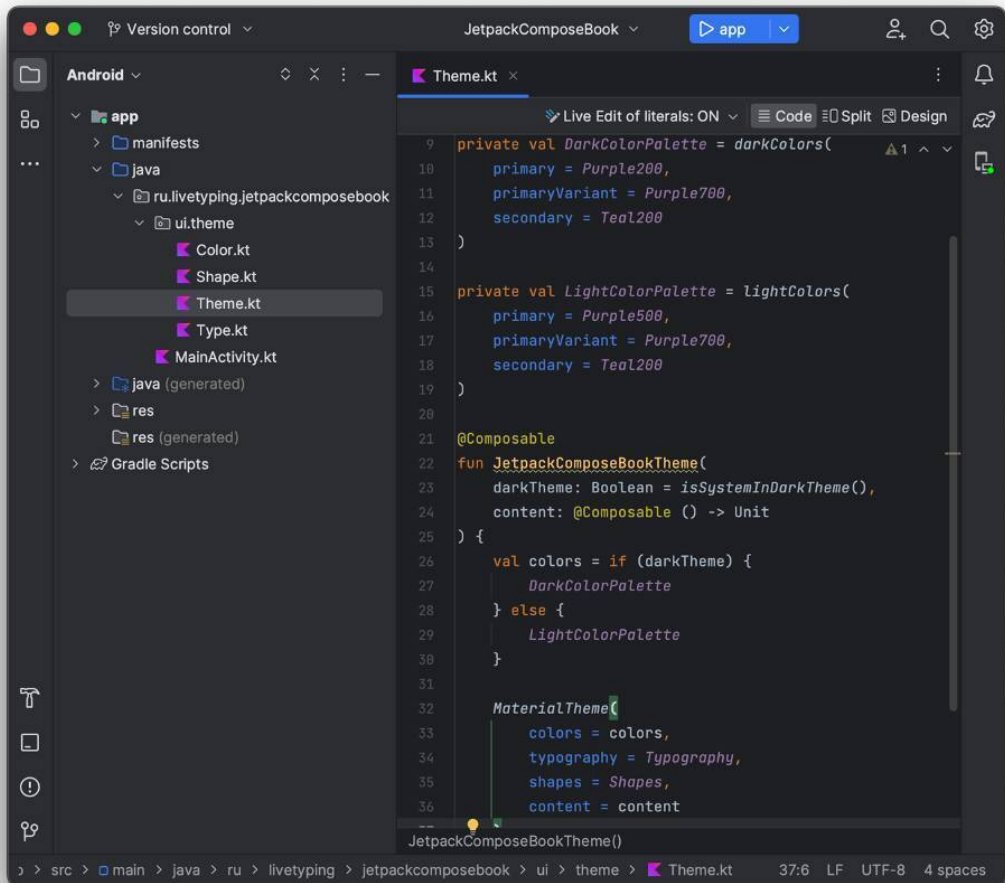 Version control
JetpackComposeBook
app
Android
Theme.kt
app
manifests
java
ru.livetyping.jetpackcomposebook
ui.theme
Color.kt
Shape.kt
Theme.kt
Type.kt
MainActivity.kt
java (generated)
res
res (generated)
Gradle Scripts
Live Edit of literals: ON
Code
Split
Design
1
9 private val DarkColorPalette = darkColors(
10     primary = Purple200,
11     primaryVariant = Purple700,
12     secondary = Teal200
13 )
14
15 private val LightColorPalette = lightColors(
16     primary = Purple500,
17     primaryVariant = Purple700,
18     secondary = Teal200
19 )
20
21 @Composable
22 fun JetpackComposeBookTheme(
23     darkTheme: Boolean = isSystemInDarkTheme(),
24     content: @Composable () -> Unit
25 ) {
26     val colors = if (darkTheme) {
27         DarkColorPalette
28     } else {
29         LightColorPalette
30     }
31
32     MaterialTheme(
33         colors = colors,
34         typography = Typography,
35         shapes = Shapes,
36         content = content
JetpackComposeBookTheme()
> src > main > java > ru > livetyping > jetpackcomposebook > ui > theme > Theme.kt 37:6 LF UTF-8 4 spaces